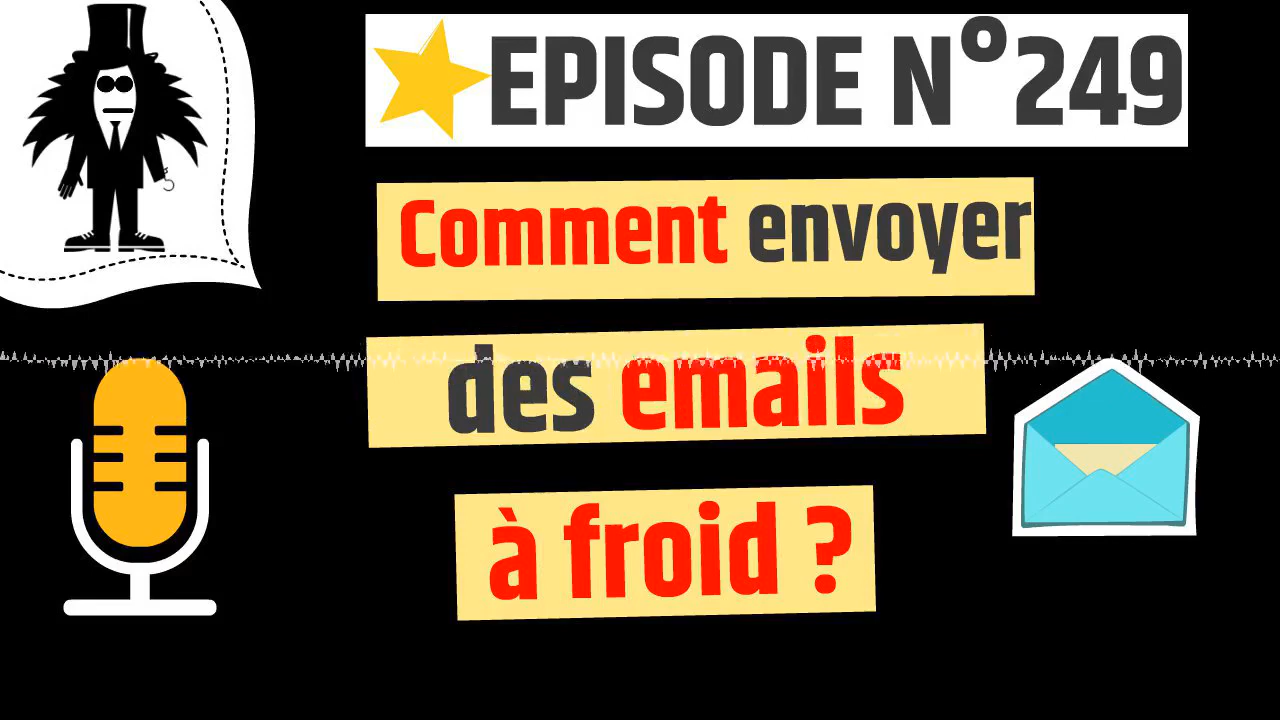 EPISODE N°249
Comment envoyer
des emails
à froid ?